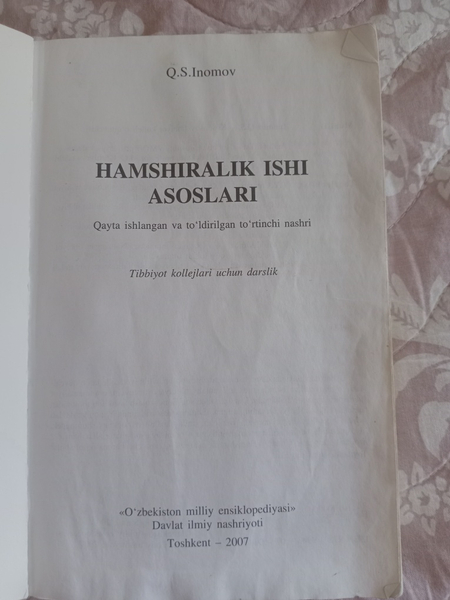 Q.S.Inomov
HAMSHIRALIK ISHI
ASOSLARI
Qayta ishlangan va to‘ldirilgan to‘rtinchi nashri
Tibbiyot kollejlari uchun darslik
«O‘zbekiston milliy ensiklopediyasi»
Davlat ilmiy nashriyoti
Toshkent – 2007